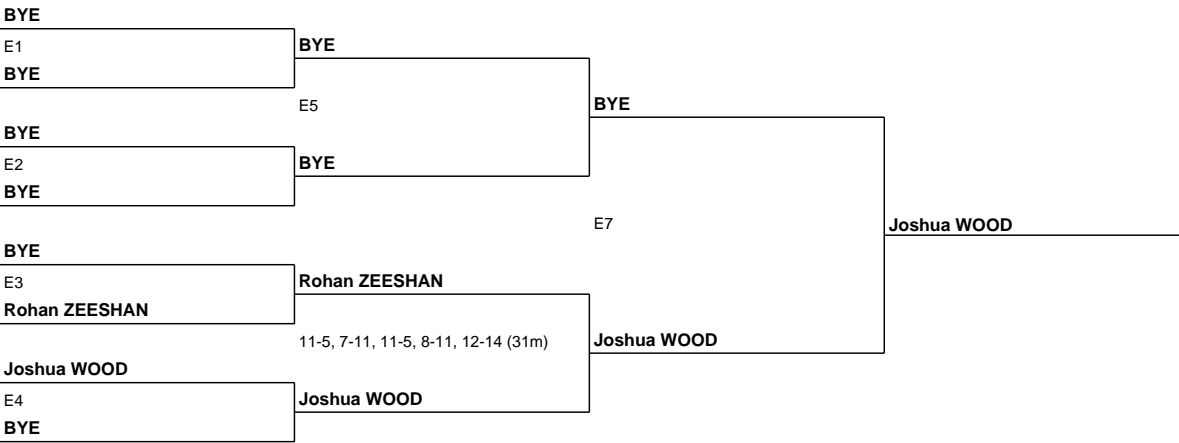 BYE
E1
BYE
BYE
E5
BYE
BYE
E2
BYE
BYE
E7
Joshua WOOD
BYE
E3
Rohan ZEESHAN
Rohan ZEESHAN
11-5, 7-11, 11-5, 8-11, 12-14 (31m)
Joshua WOOD
Joshua WOOD
E4
Joshua WOOD
BYE